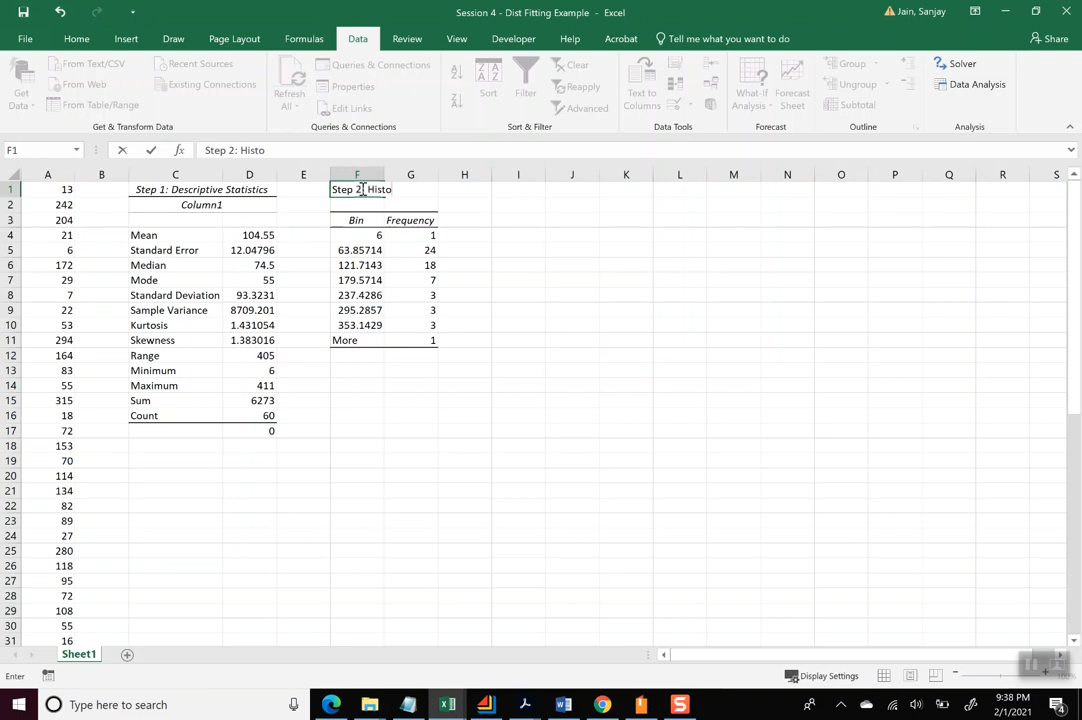 Session 4 - Dist Fitting Example - Excel
Jain, Sanjay
File Home Insert Draw Page Layout Formulas Data Review View Developer Help Acrobat Tell me what you want to do Share
Get Data
From Text/CSV
From Web
From Table/Range
Recent Sources
Existing Connections
Get & Transform Data
Refresh All
Queries & Connections
Properties
Edit Links
Queries & Connections
Sort
Filter
Clear
Reapply
Advanced
Sort & Filter
Text to Columns
Data Tools
What-If Analysis
Forecast Sheet
Forecast
Group
Ungroup
Subtotal
Outline
Solver
Data Analysis
Analysis
F1 fx Step 2: Histo
A B C D E F G H I J K L M N O P Q R S
1 13 Step 1: Descriptive Statistics Step 2: Histo
2 242 Column1
3 204 Bin Frequency
4 21 Mean 104.55 6 1
5 6 Standard Error 12.04796 63.85714 24
6 172 Median 74.5 121.7143 18
7 29 Mode 55 179.5714 7
8 7 Standard Deviation 93.3231 237.4286 3
9 22 Sample Variance 8709.201 295.2857 3
10 53 Kurtosis 1.431054 353.1429 3
11 294 Skewness 1.383016 More 1
12 164 Range 405
13 83 Minimum 6
14 55 Maximum 411
15 315 Sum 6273
16 18 Count 60
17 72 0
18 153
19 70
20 114
21 134
22 82
23 89
24 27
25 280
26 118
27 95
28 72
29 108
30 55
31 16
Sheet1
Enter Display Settings
Type here to search
9:38 PM
2/1/2021
4